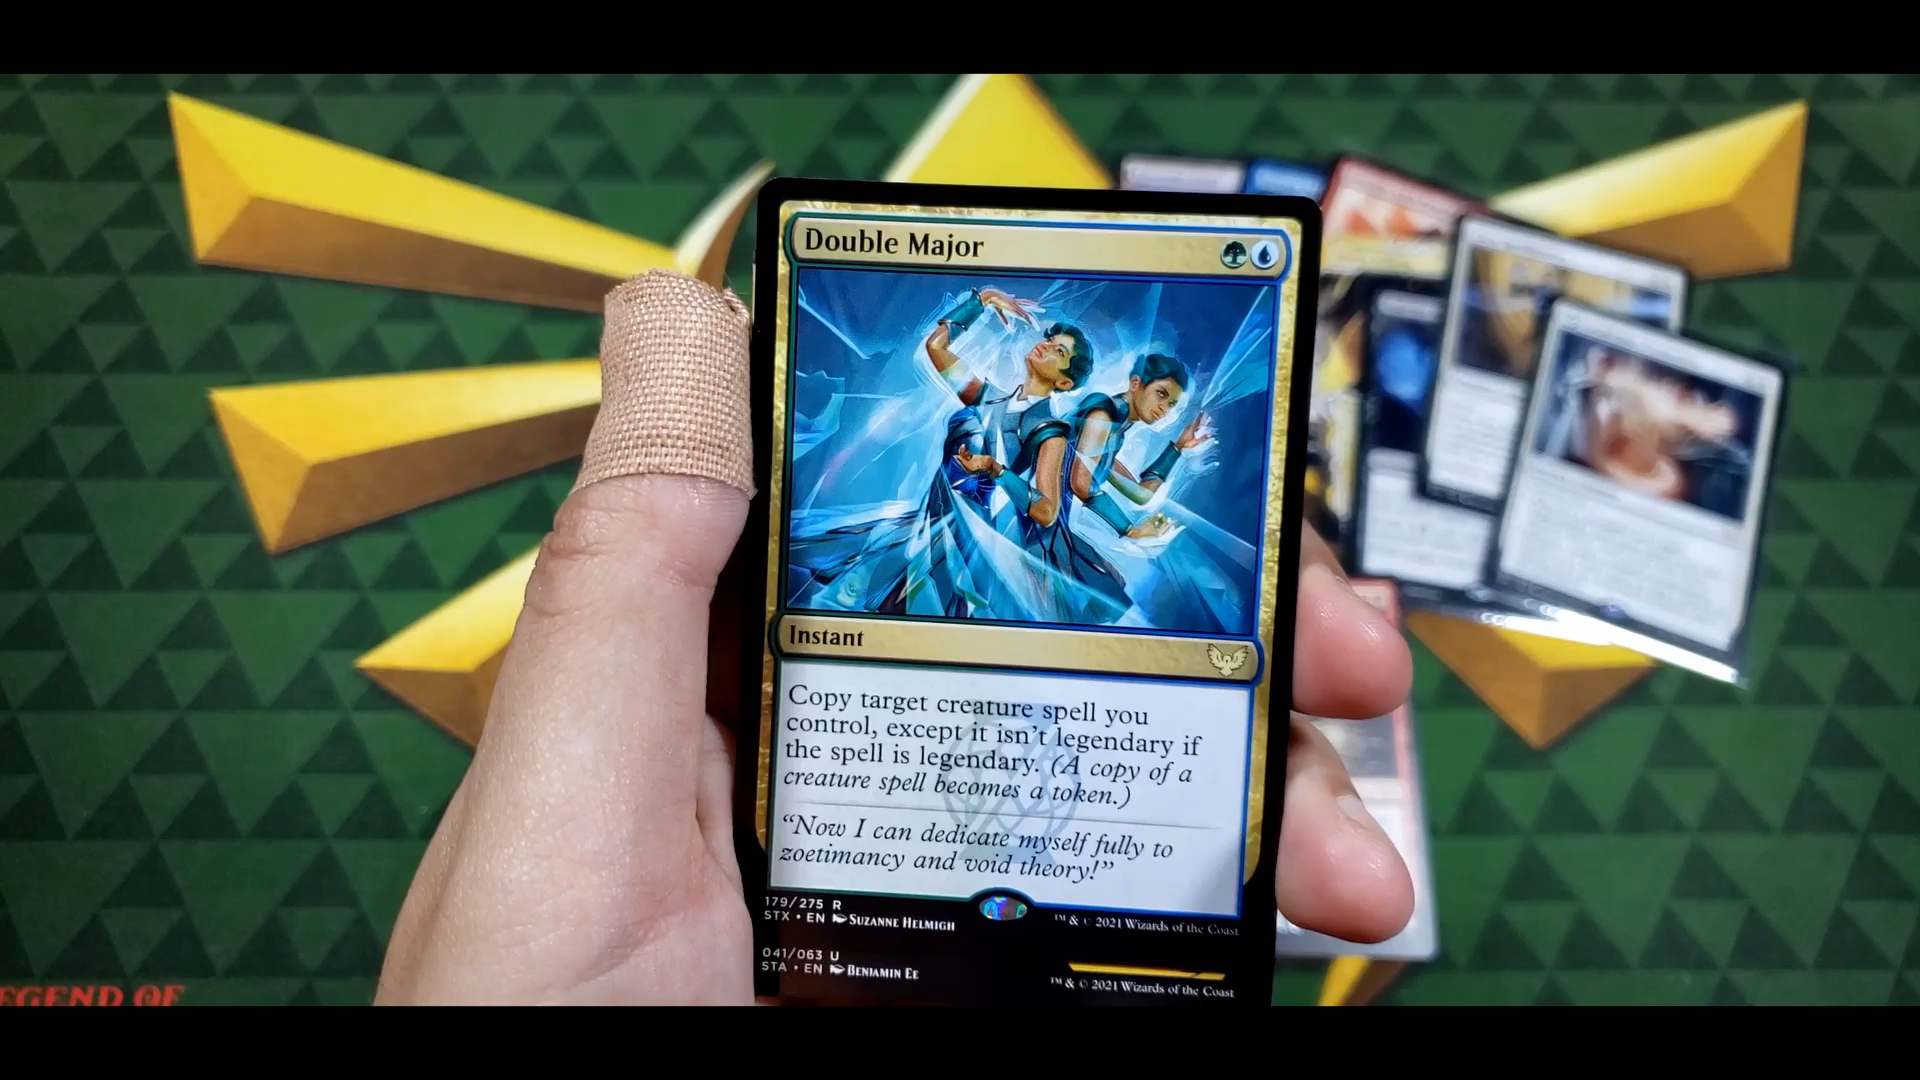 Double Major
Instant
Copy target creature spell you
control, except it isn't legendary if
the spell is legendary. (A copy of a
creature spell becomes a token.)
"Now I can dedicate myself fully to
zoetimancy and void theory!"
179/275 R
STX • EN SUZANNE HELMIGH
™ & © 2021 Wizards of the Coast
041/063 U
STA • EN BENJAMIN EE
™ & © 2021 Wizards of the Coast
EGEND OF